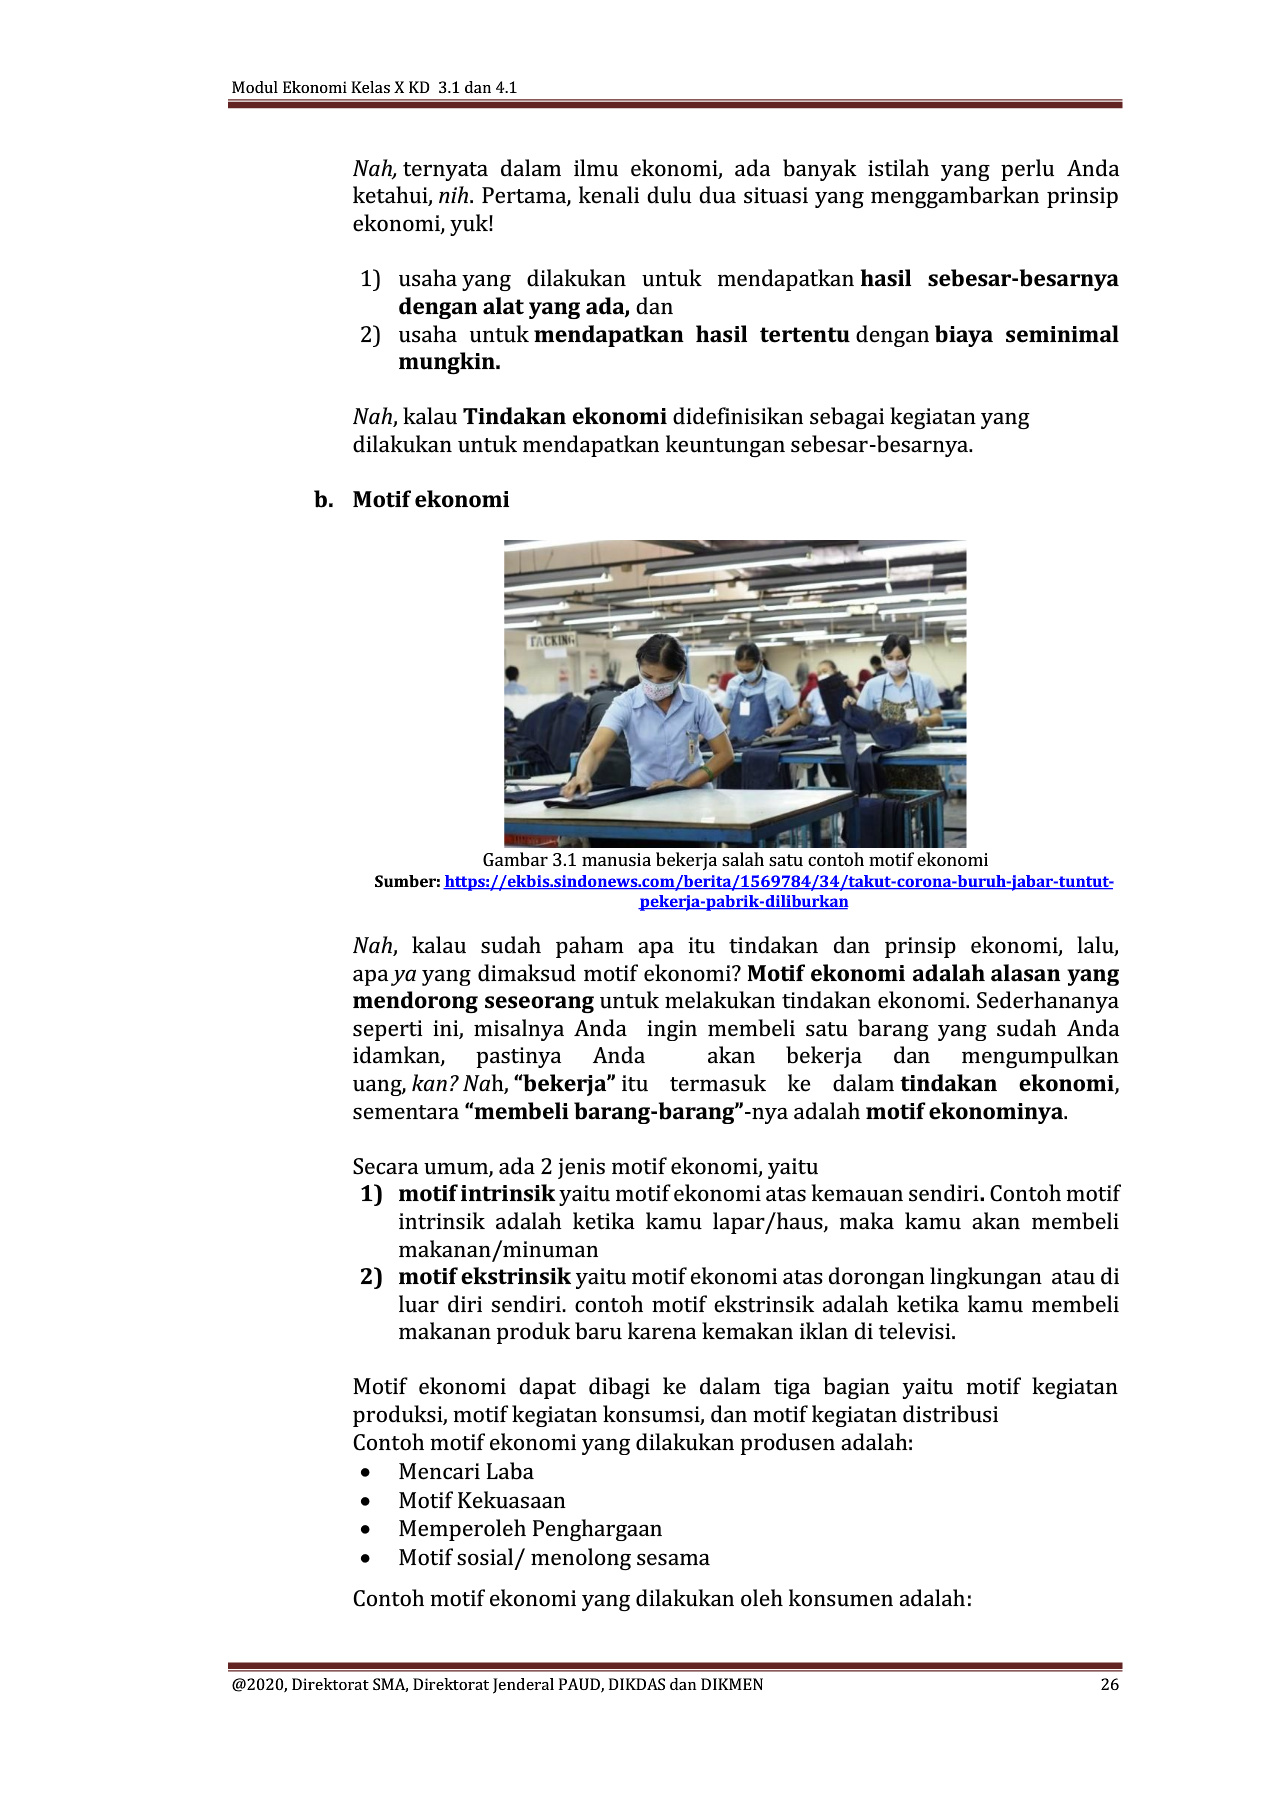 Modul Ekonomi Kelas X KD  3.1 dan 4.1
Nah, ternyata dalam ilmu ekonomi, ada banyak istilah yang perlu Anda
ketahui, nih. Pertama, kenali dulu dua situasi yang menggambarkan prinsip
ekonomi, yuk!
1) usaha yang dilakukan untuk mendapatkan hasil sebesar-besarnya
dengan alat yang ada, dan
2) usaha untuk mendapatkan hasil tertentu dengan biaya seminimal
mungkin.
Nah, kalau Tindakan ekonomi didefinisikan sebagai kegiatan yang
dilakukan untuk mendapatkan keuntungan sebesar-besarnya.
b. Motif ekonomi
PACKING
Gambar 3.1 manusia bekerja salah satu contoh motif ekonomi
Sumber: https://ekbis.sindonews.com/berita/1569784/34/takut-corona-buruh-jabar-tuntut-
pekerja-pabrik-diliburkan
Nah, kalau sudah paham apa itu tindakan dan prinsip ekonomi, lalu,
apa ya yang dimaksud motif ekonomi? Motif ekonomi adalah alasan yang
mendorong seseorang untuk melakukan tindakan ekonomi. Sederhananya
seperti ini, misalnya Anda ingin membeli satu barang yang sudah Anda
idamkan, pastinya Anda akan bekerja dan mengumpulkan
uang, kan? Nah, “bekerja” itu termasuk ke dalam tindakan ekonomi,
sementara “membeli barang-barang”-nya adalah motif ekonominya.
Secara umum, ada 2 jenis motif ekonomi, yaitu
1) motif intrinsik yaitu motif ekonomi atas kemauan sendiri. Contoh motif
intrinsik adalah ketika kamu lapar/haus, maka kamu akan membeli
makanan/minuman
2) motif ekstrinsik yaitu motif ekonomi atas dorongan lingkungan atau di
luar diri sendiri. contoh motif ekstrinsik adalah ketika kamu membeli
makanan produk baru karena kemakan iklan di televisi.
Motif ekonomi dapat dibagi ke dalam tiga bagian yaitu motif kegiatan
produksi, motif kegiatan konsumsi, dan motif kegiatan distribusi
Contoh motif ekonomi yang dilakukan produsen adalah:
• Mencari Laba
• Motif Kekuasaan
• Memperoleh Penghargaan
• Motif sosial/ menolong sesama
Contoh motif ekonomi yang dilakukan oleh konsumen adalah:
@2020, Direktorat SMA, Direktorat Jenderal PAUD, DIKDAS dan DIKMEN 26